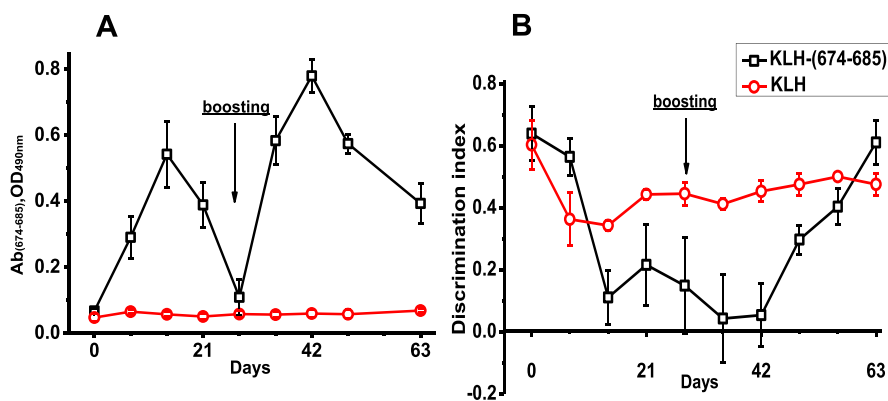 A
Ab(674-685),OD490nm
0.8
0.6
0.4
0.2
0.0
boosting
0
21
42
63
Days
B
KLH-(674-685)
KLH
Discrimination index
0.8
0.6
0.4
0.2
0.0
-0.2
boosting
0
21
42
63
Days